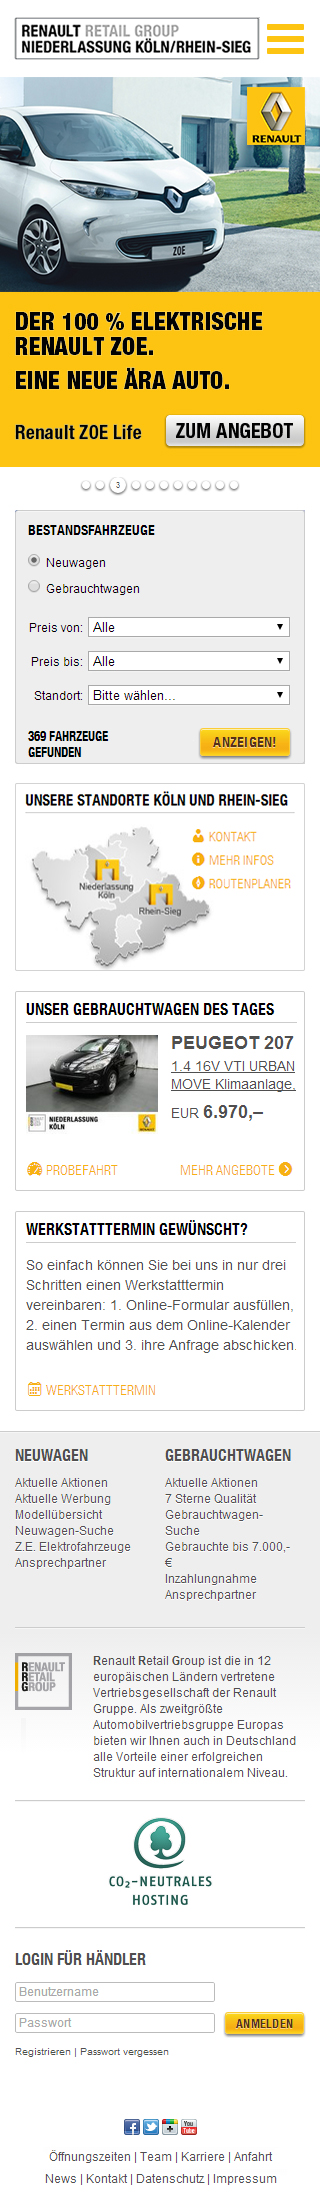 RENAULT RETAIL GROUP
NIEDERLASSUNG KÖLN/RHEIN-SIEG
RENAULT
ZOE
DER 100 % ELEKTRISCHE
RENAULT ZOE.
EINE NEUE ÄRA AUTO.
Renault ZOE Life
ZUM ANGEBOT
3
BESTANDSFAHRZEUGE
Neuwagen
Gebrauchtwagen
Preis von: Alle
Preis bis: Alle
Standort: Bitte wählen...
369 FAHRZEUGE
GEFUNDEN
ANZEIGEN!
UNSERE STANDORTE KÖLN UND RHEIN-SIEG
Niederlassung
Köln
Rhein-Sieg
KONTAKT
MEHR INFOS
ROUTENPLANER
UNSER GEBRAUCHTWAGEN DES TAGES
NIEDERLASSUNG
KÖLN
PEUGEOT 207
1.4 16V VTI URBAN
MOVE Klimaanlage,
EUR 6.970,–
PROBEFAHRT
MEHR ANGEBOTE
WERKSTATTTERMIN GEWÜNSCHT?
So einfach können Sie bei uns in nur drei
Schritten einen Werkstatttermin
vereinbaren: 1. Online-Formular ausfüllen,
2. einen Termin aus dem Online-Kalender
auswählen und 3. ihre Anfrage abschicken.
WERKSTATTTERMIN
NEUWAGEN
Aktuelle Aktionen
Aktuelle Werbung
Modellübersicht
Neuwagen-Suche
Z.E. Elektrofahrzeuge
Ansprechpartner
GEBRAUCHTWAGEN
Aktuelle Aktionen
7 Sterne Qualität
Gebrauchtwagen-
Suche
Gebrauchte bis 7.000,-
€
Inzahlungnahme
Ansprechpartner
RENAULT
RETAIL
GROUP
Renault Retail Group ist die in 12
europäischen Ländern vertretene
Vertriebsgesellschaft der Renault
Gruppe. Als zweitgrößte
Automobilvertriebsgruppe Europas
bieten wir Ihnen auch in Deutschland
alle Vorteile einer erfolgreichen
Struktur auf internationalem Niveau.
CO₂-NEUTRALES
HOSTING
LOGIN FÜR HÄNDLER
Benutzername
Passwort
ANMELDEN
Registrieren | Passwort vergessen
You
Tube
Öffnungszeiten | Team | Karriere | Anfahrt
News | Kontakt | Datenschutz | Impressum